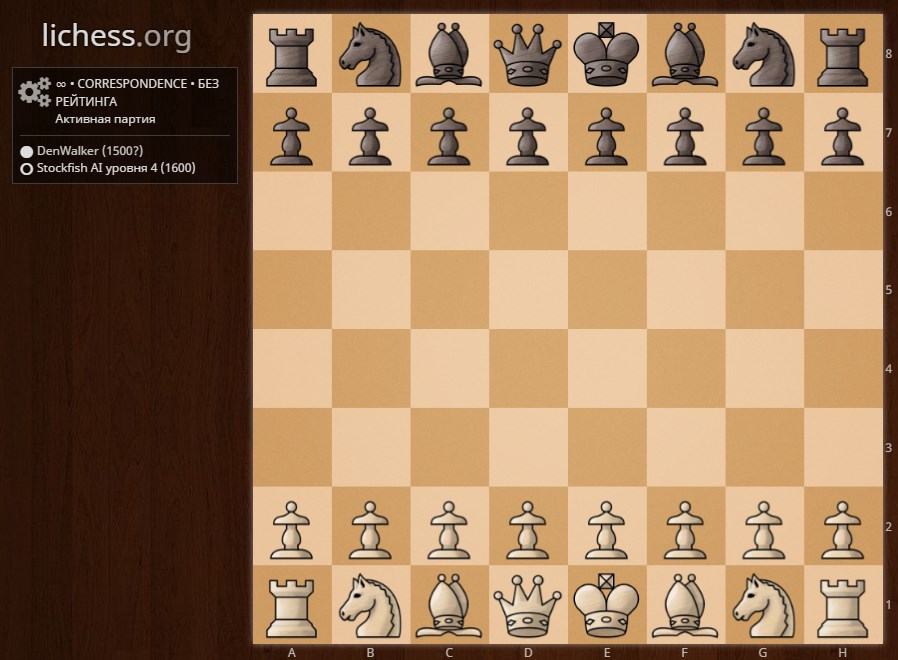 lichess.org
∞ • CORRESPONDENCE • БЕЗ
РЕЙТИНГА
Активная партия
DenWalker (1500?)
Stockfish AI уровня 4 (1600)
8
7
6
5
4
3
2
1
A B C D E F G H